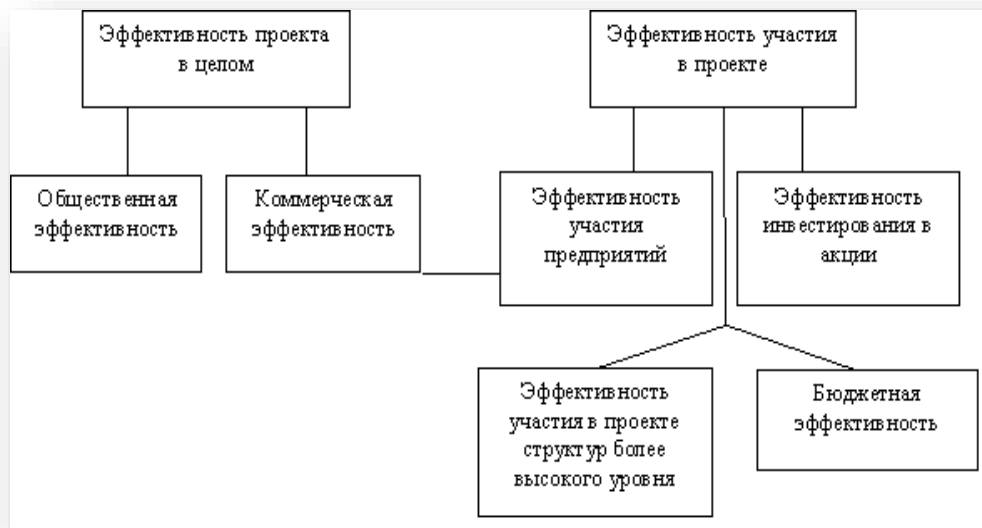 Эффективность проекта
в целом
Эффективность участия
в проекте
Общественная
эффективность
Коммерческая
эффективность
Эффективность
участия
предприятий
Эффективность
инвестирования в
акции
Эффективность
участия в проекте
структур более
высокого уровня
Бюджетная
эффективность